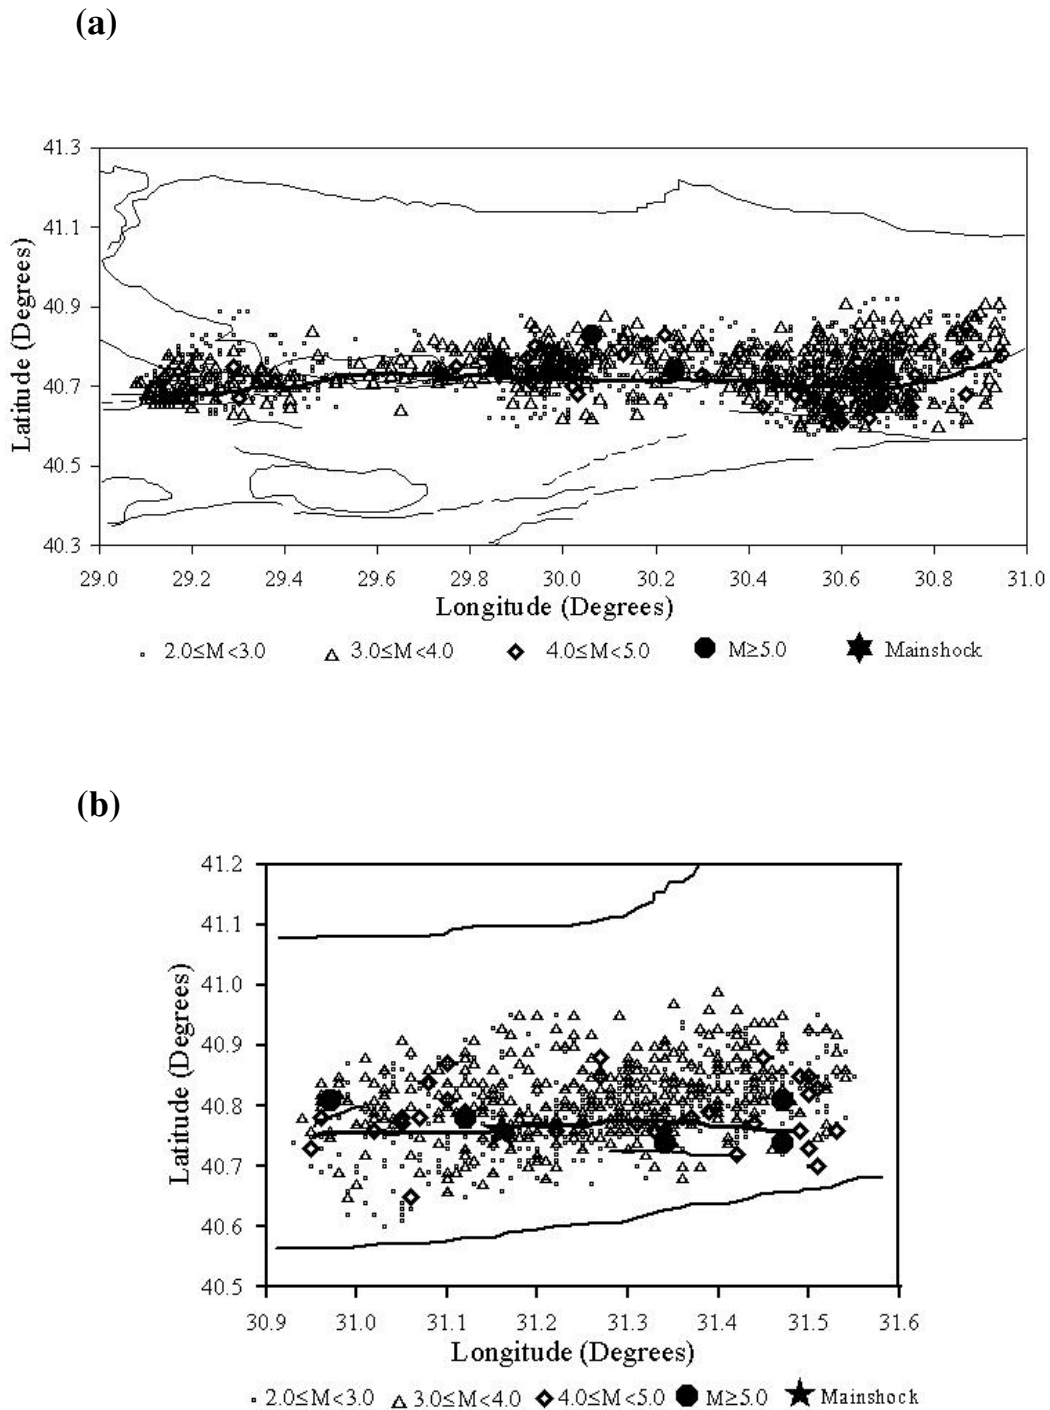 (a)
41.3
41.1
40.9
40.7
40.5
40.3
Latitude (Degrees)
29.0 29.2 29.4 29.6 29.8 30.0 30.2 30.4 30.6 30.8 31.0
Longitude (Degrees)
2.0≤M<3.0 3.0≤M<4.0 4.0≤M<5.0 M≥5.0 Mainshock
(b)
41.2
41.1
41.0
40.9
40.8
40.7
40.6
40.5
Latitude (Degrees)
30.9 31.0 31.1 31.2 31.3 31.4 31.5 31.6
Longitude (Degrees)
2.0≤M<3.0 3.0≤M<4.0 4.0≤M<5.0 M≥5.0 Mainshock